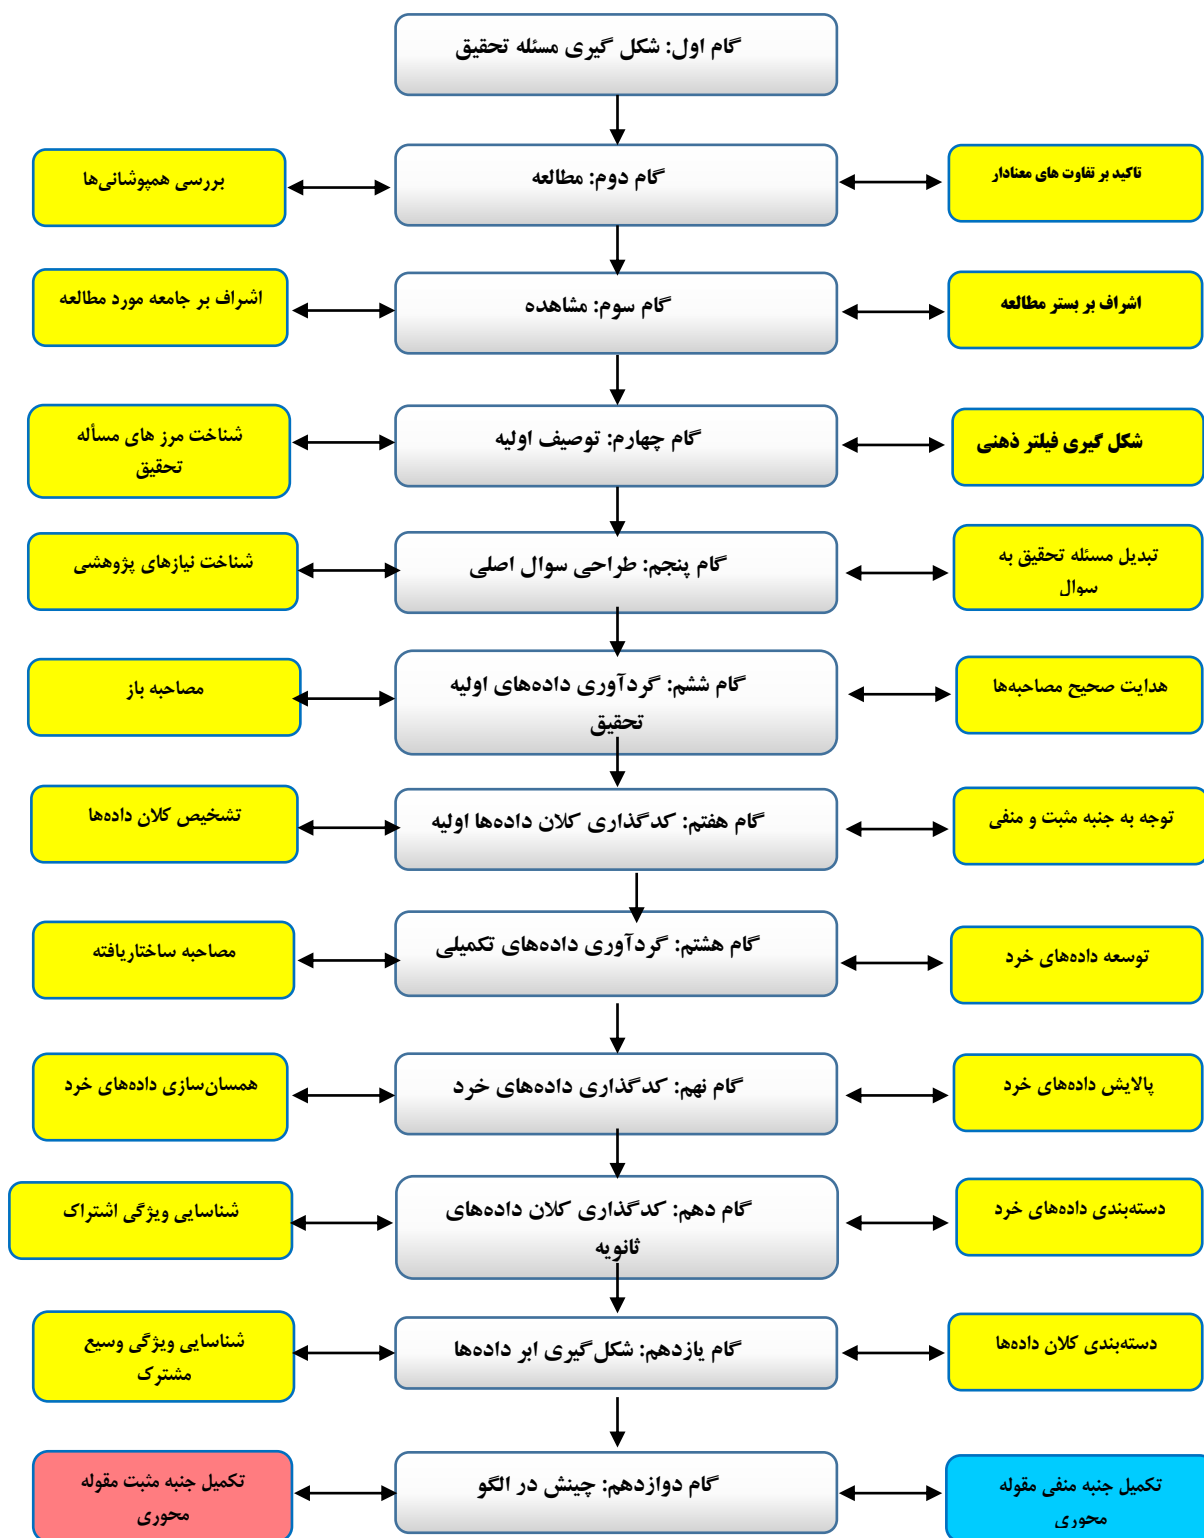 گام اول: شکل گیری مسئله تحقیق
تاکید بر تفاوت های معنادار
گام دوم: مطالعه
بررسی همپوشانی‌ها
اشراف بر بستر مطالعه
گام سوم: مشاهده
اشراف بر جامعه مورد مطالعه
شکل گیری فیلتر ذهنی
گام چهارم: توصیف اولیه
شناخت مرز های مسأله
تحقیق
تبدیل مسئله تحقیق به
سوال
گام پنجم: طراحی سوال اصلی
شناخت نیازهای پژوهشی
هدایت صحیح مصاحبه‌ها
گام ششم: گردآوری داده‌های اولیه
تحقیق
مصاحبه باز
توجه به جنبه مثبت و منفی
گام هفتم: کدگذاری کلان داده‌ها اولیه
تشخیص کلان داده‌ها
توسعه داده‌های خرد
گام هشتم: گردآوری داده‌های تکمیلی
مصاحبه ساختاریافته
پالایش داده‌های خرد
گام نهم: کدگذاری داده‌های خرد
همسان‌سازی داده‌های خرد
دسته‌بندی داده‌های خرد
گام دهم: کدگذاری کلان داده‌های
ثانویه
شناسایی ویژگی اشتراک
دسته‌بندی کلان داده‌ها
گام یازدهم: شکل‌گیری ابر داده‌ها
شناسایی ویژگی وسیع
مشترک
تکمیل جنبه منفی مقوله
محوری
گام دوازدهم: چینش در الگو
تکمیل جنبه مثبت مقوله
محوری